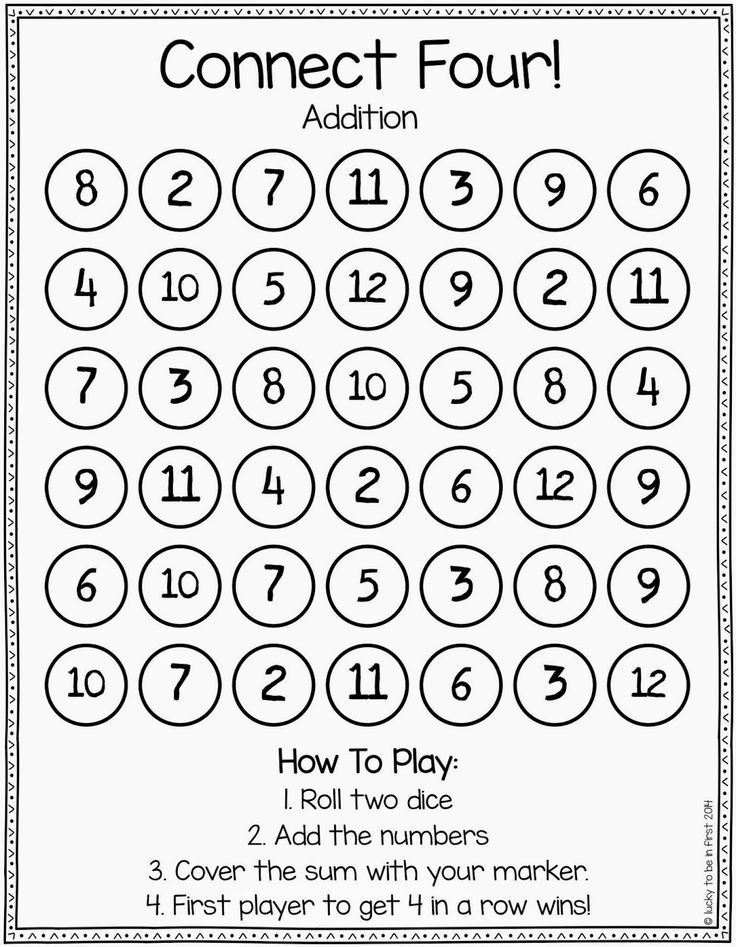 Connect Four!
Addition
8 2 7 11 3 9 6
4 10 5 12 9 2 11
7 3 8 10 5 8 4
9 11 4 2 6 12 9
6 10 7 5 3 8 9
10 7 2 11 6 3 12
How To Play:
1. Roll two dice
2. Add the numbers
3. Cover the sum with your marker.
4. First player to get 4 in a row wins!
© lucky to be in first 2014